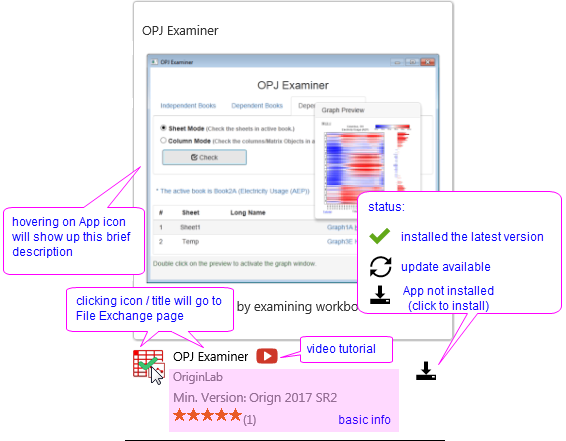 OPJ Examiner
OPJ Examiner
OPJ Examiner
Independent Books
Dependent Books
Graph Preview
Sheet Mode (Check the sheets in active book.)
Column Mode (Check the columns/Matrix Objects in a
Check
* The active book is Book2A (Electricity Usage (AEP))
# Sheet Long Name
1 Sheet1 Graph1A
2 Temp Graph3E
Double click on the preview to activate the graph window.
hovering on App icon
will show up this brief
description
status:
installed the latest version
update available
App not installed
(click to install)
clicking icon / title will go to
File Exchange page
by examining
OPJ Examiner
video tutorial
OriginLab
Min. Version: Orign 2017 SR2
(1)
basic info